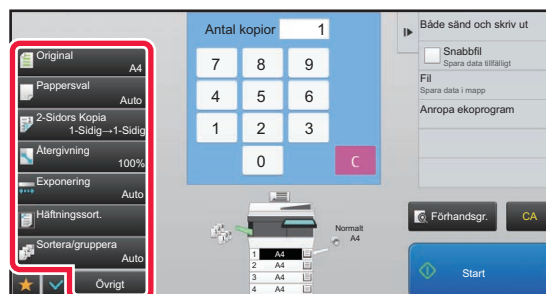 Original
A4
Pappersval
Auto
2-Sidors Kopia
1-Sidig→1-Sidig
Återgivning
100%
Exponering
Auto
Häftningssort.
Sortera/gruppera
Auto
Övrigt
Antal kopior 1
7 8 9
4 5 6
1 2 3
0 C
Normalt
A4
1 A4
2 A4
3 A4
4 A4
Både sänd och skriv ut
Snabbfil
Spara data tillfälligt
Fil
Spara data i mapp
Anropa ekoprogram
Förhandsgr. CA
Start